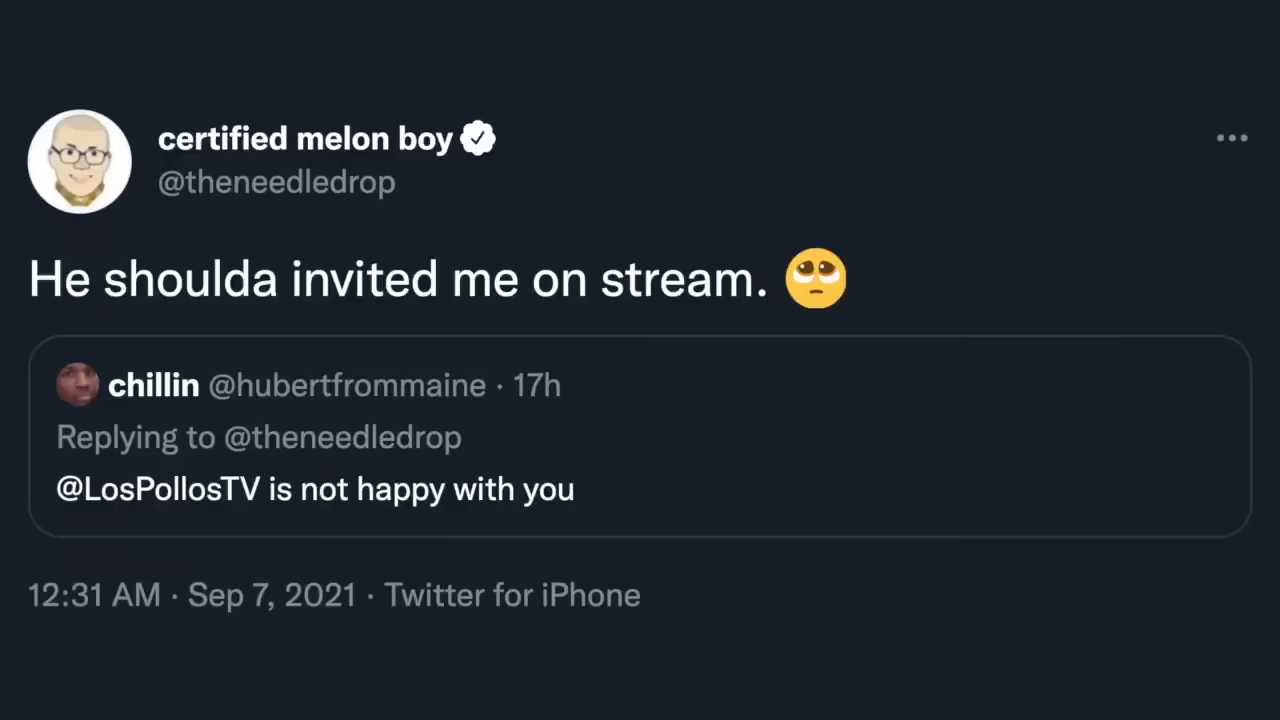 certified melon boy
@theneedledrop
He shoulda invited me on stream. 🥺
chillin @hubertfrommaine · 17h
Replying to @theneedledrop
@LosPollosTV is not happy with you
12:31 AM · Sep 7, 2021 · Twitter for iPhone